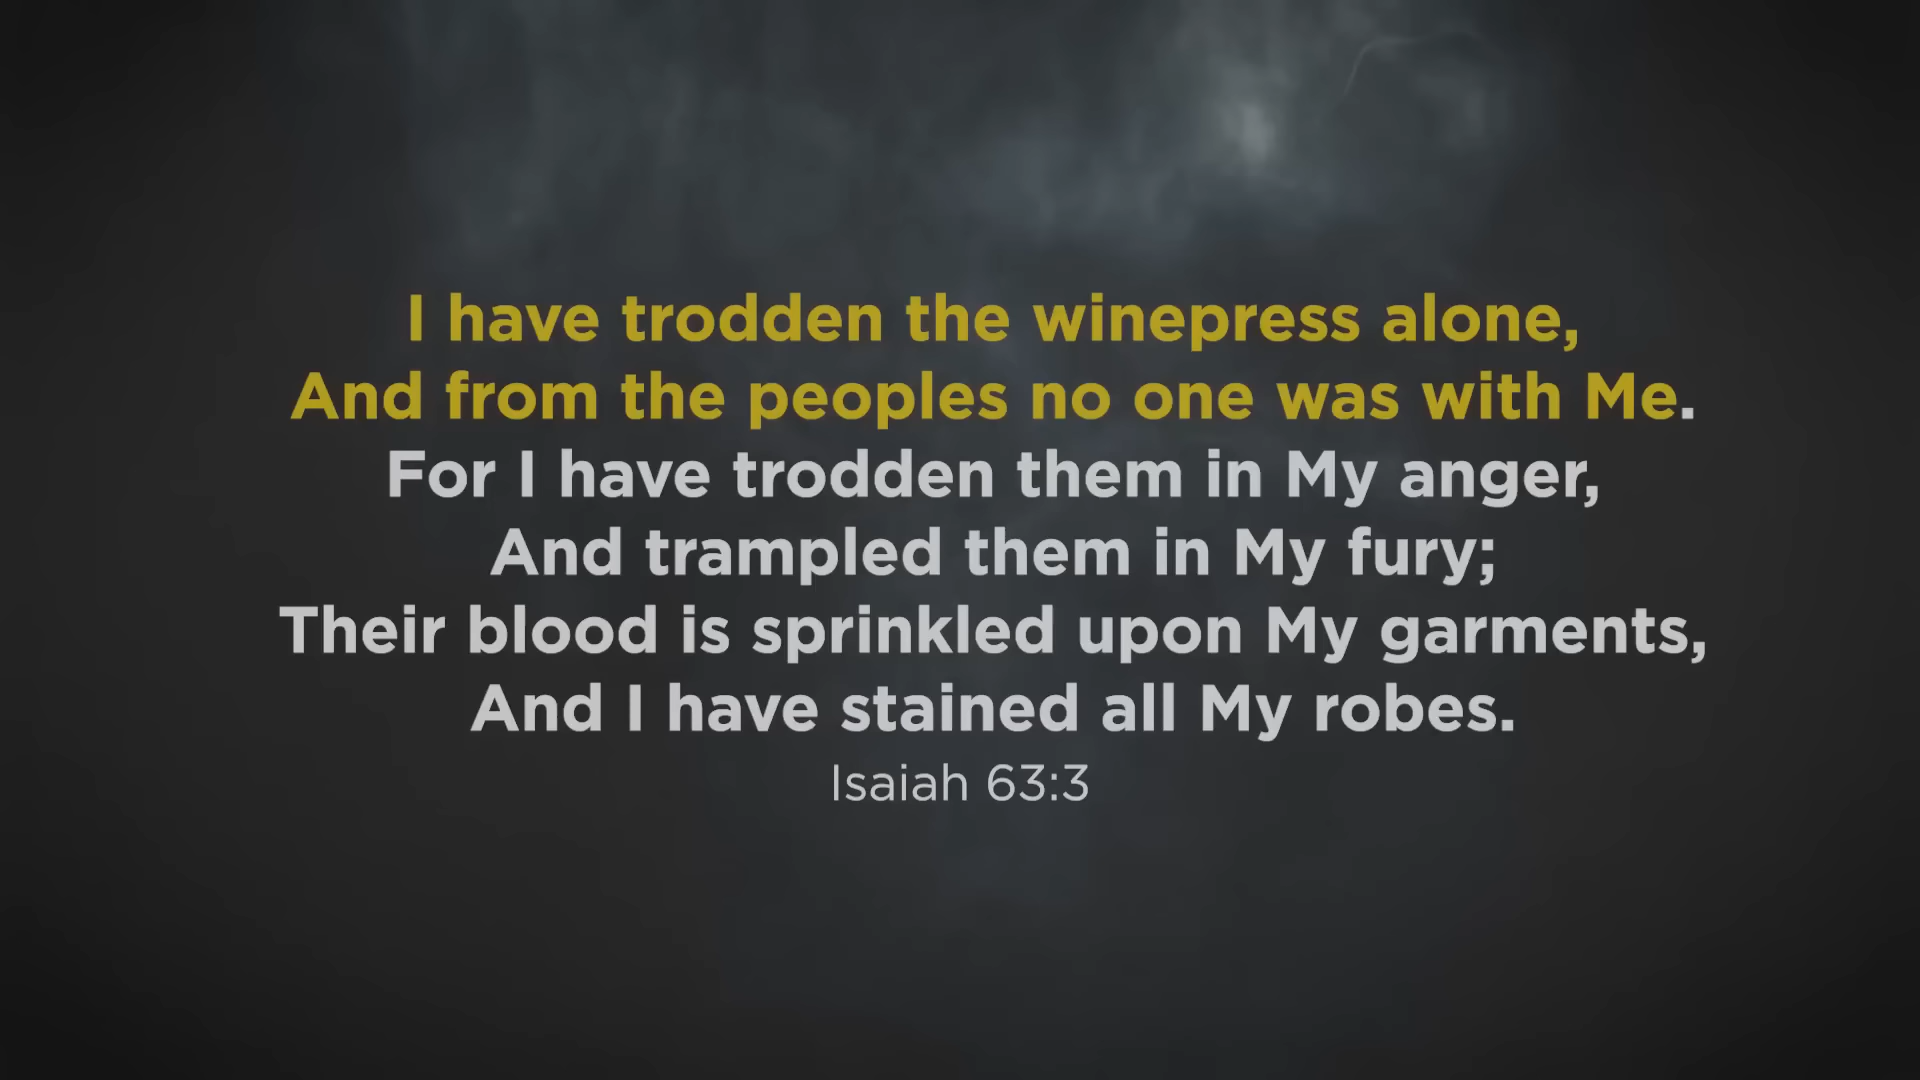 I have trodden the winepress alone,
And from the peoples no one was with Me.
For I have trodden them in My anger,
And trampled them in My fury;
Their blood is sprinkled upon My garments,
And I have stained all My robes.
Isaiah 63:3